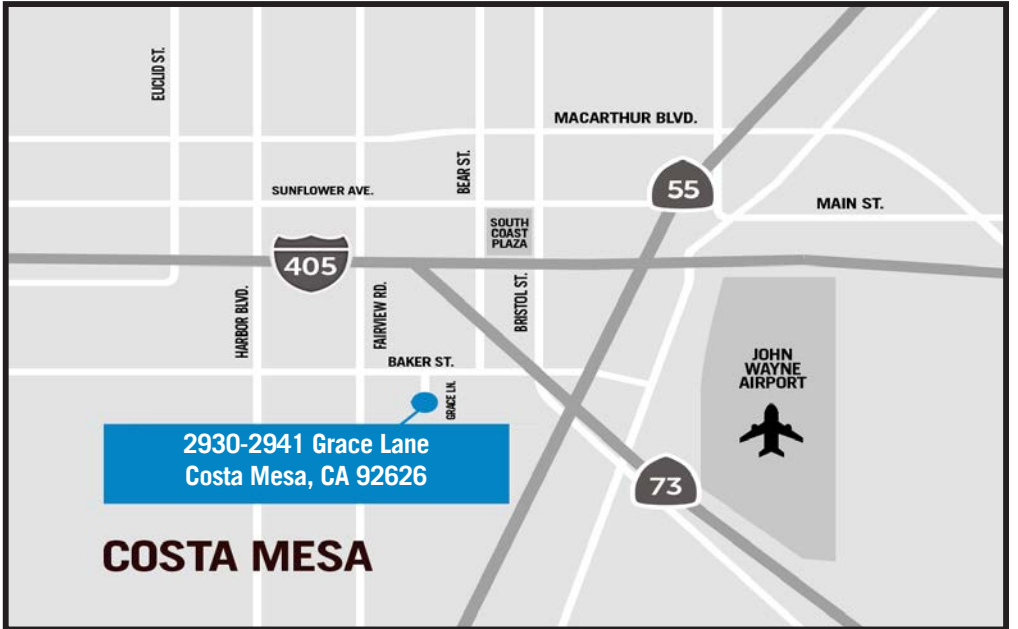 EUCLID ST.
MACARTHUR BLVD.
BEAR ST.
SUNFLOWER AVE.
55
MAIN ST.
SOUTH
COAST
PLAZA
405
HARBOR BLVD.
FAIRVIEW RD.
BRISTOL ST.
BAKER ST.
JOHN
WAYNE
AIRPORT
GRACE LN.
2930-2941 Grace Lane
Costa Mesa, CA 92626
73
COSTA MESA